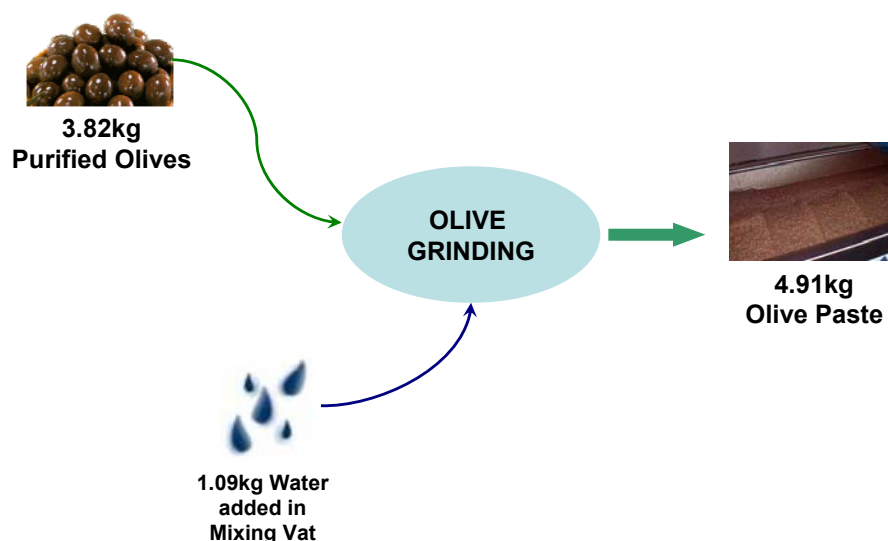 3.82kg
Purified Olives
OLIVE
GRINDING
4.91kg
Olive Paste
1.09kg Water
added in
Mixing Vat